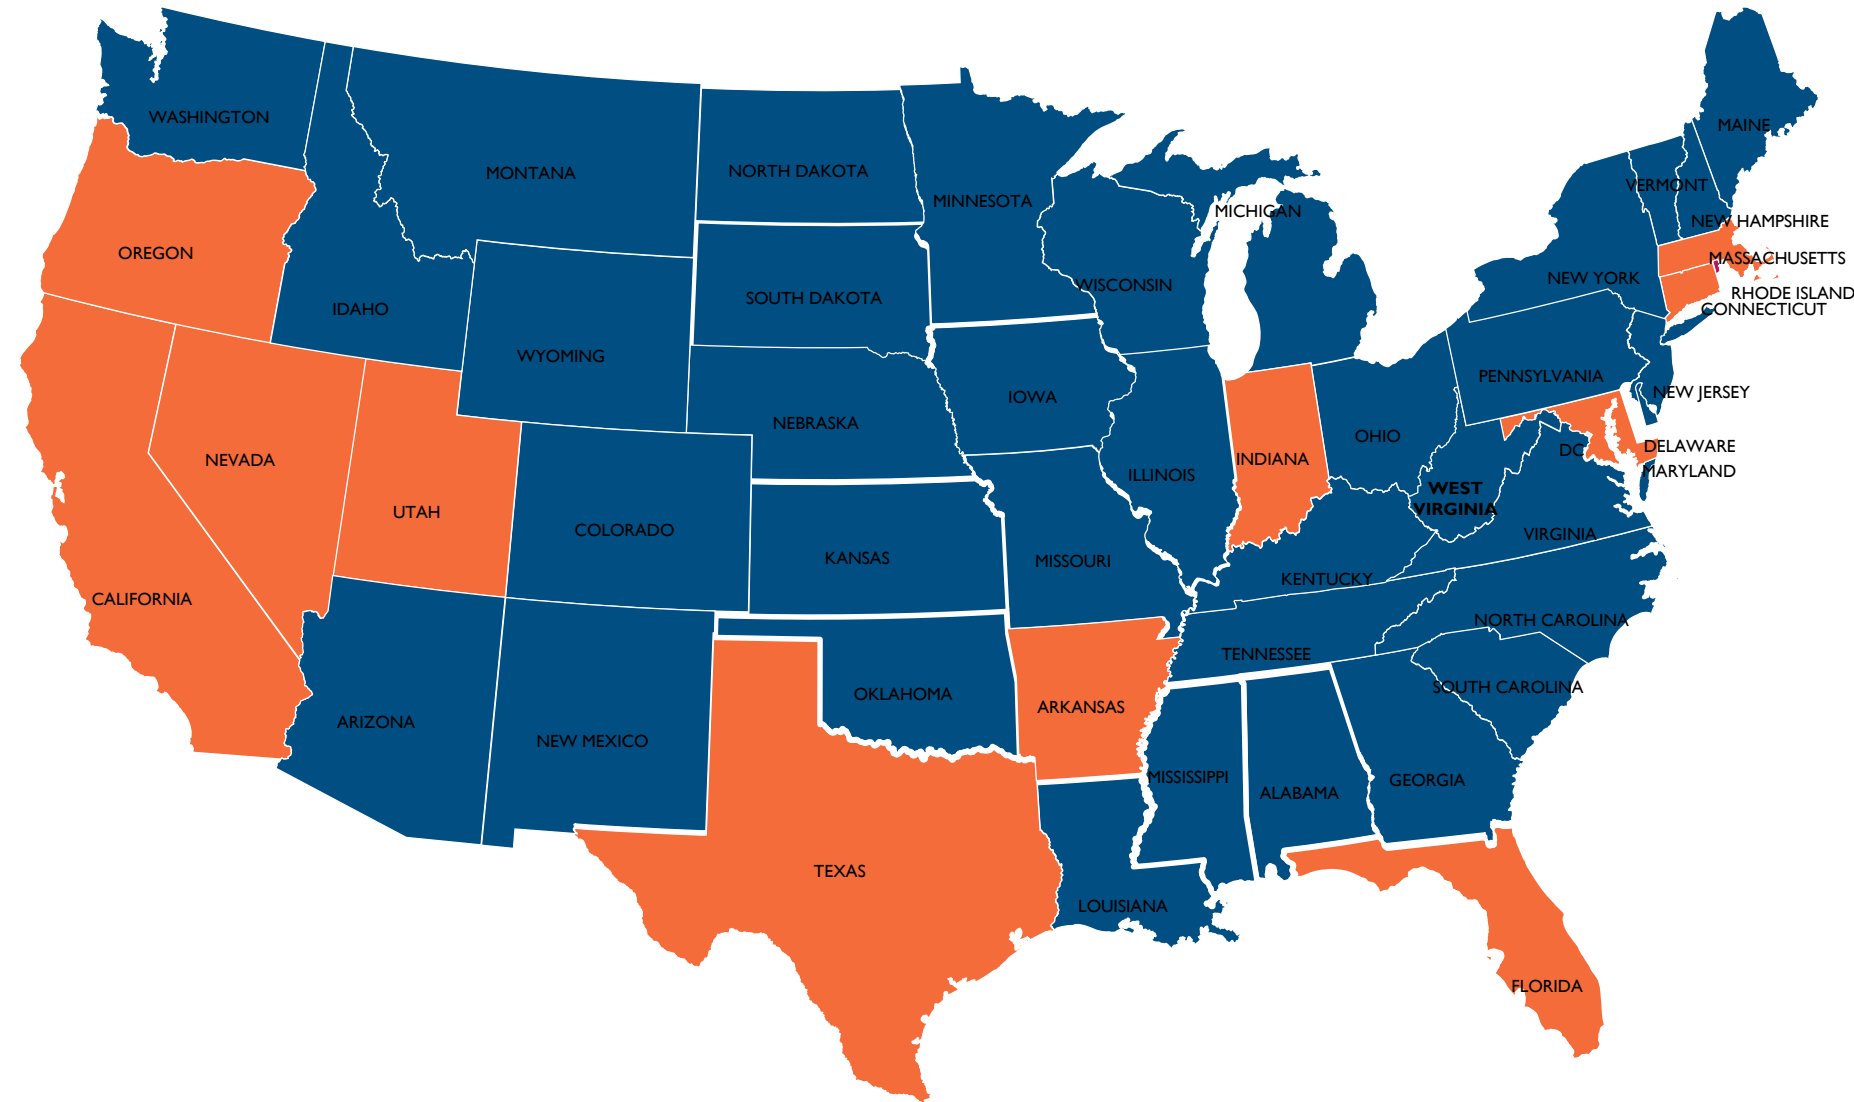 WASHINGTON
MAINE
MONTANA
NORTH DAKOTA
VERMONT
MINNESOTA
MICHIGAN
NEW HAMPSHIRE
OREGON
MASSACHUSETTS
NEW YORK
WISCONSIN
RHODE ISLAND
SOUTH DAKOTA
IDAHO
CONNECTICUT
WYOMING
PENNSYLVANIA
NEW JERSEY
IOWA
NEBRASKA
OHIO
DELAWARE
DC
NEVADA
INDIANA
MARYLAND
ILLINOIS
WEST
VIRGINIA
UTAH
COLORADO
VIRGINIA
KANSAS
MISSOURI
KENTUCKY
CALIFORNIA
NORTH CAROLINA
TENNESSEE
SOUTH CAROLINA
OKLAHOMA
ARKANSAS
ARIZONA
NEW MEXICO
MISSISSIPPI
GEORGIA
ALABAMA
TEXAS
LOUISIANA
FLORIDA